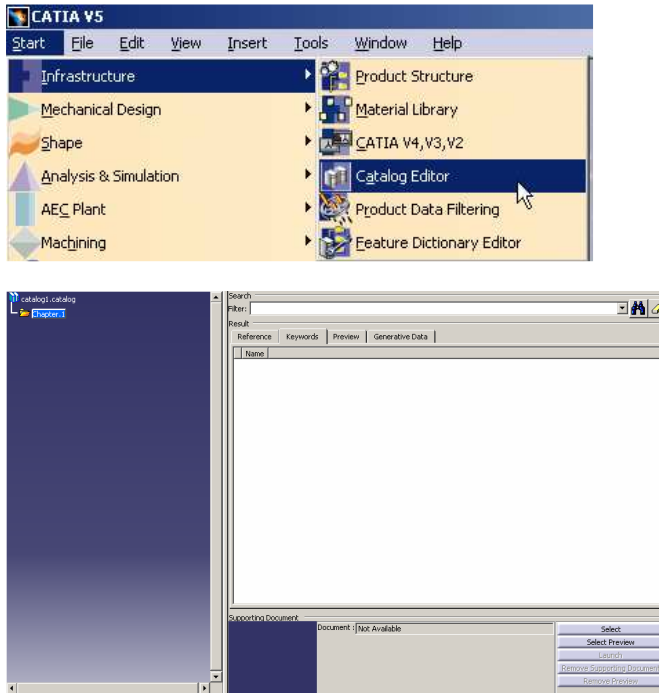 CATIA V5
Start File Edit View Insert Tools Window Help
Infrastructure
Mechanical Design
Shape
Analysis & Simulation
AEC Plant
Machining
Product Structure
Material Library
CATIA V4,V3,V2
Catalog Editor
Product Data Filtering
Feature Dictionary Editor
catalog1.catalog
Chapter.1
Search
Filter:
Result
Reference Keywords Preview Generative Data
Name
Supporting Document
Document : Not Available
Select
Select Preview
Launch
Remove Supporting Document
Remove Preview